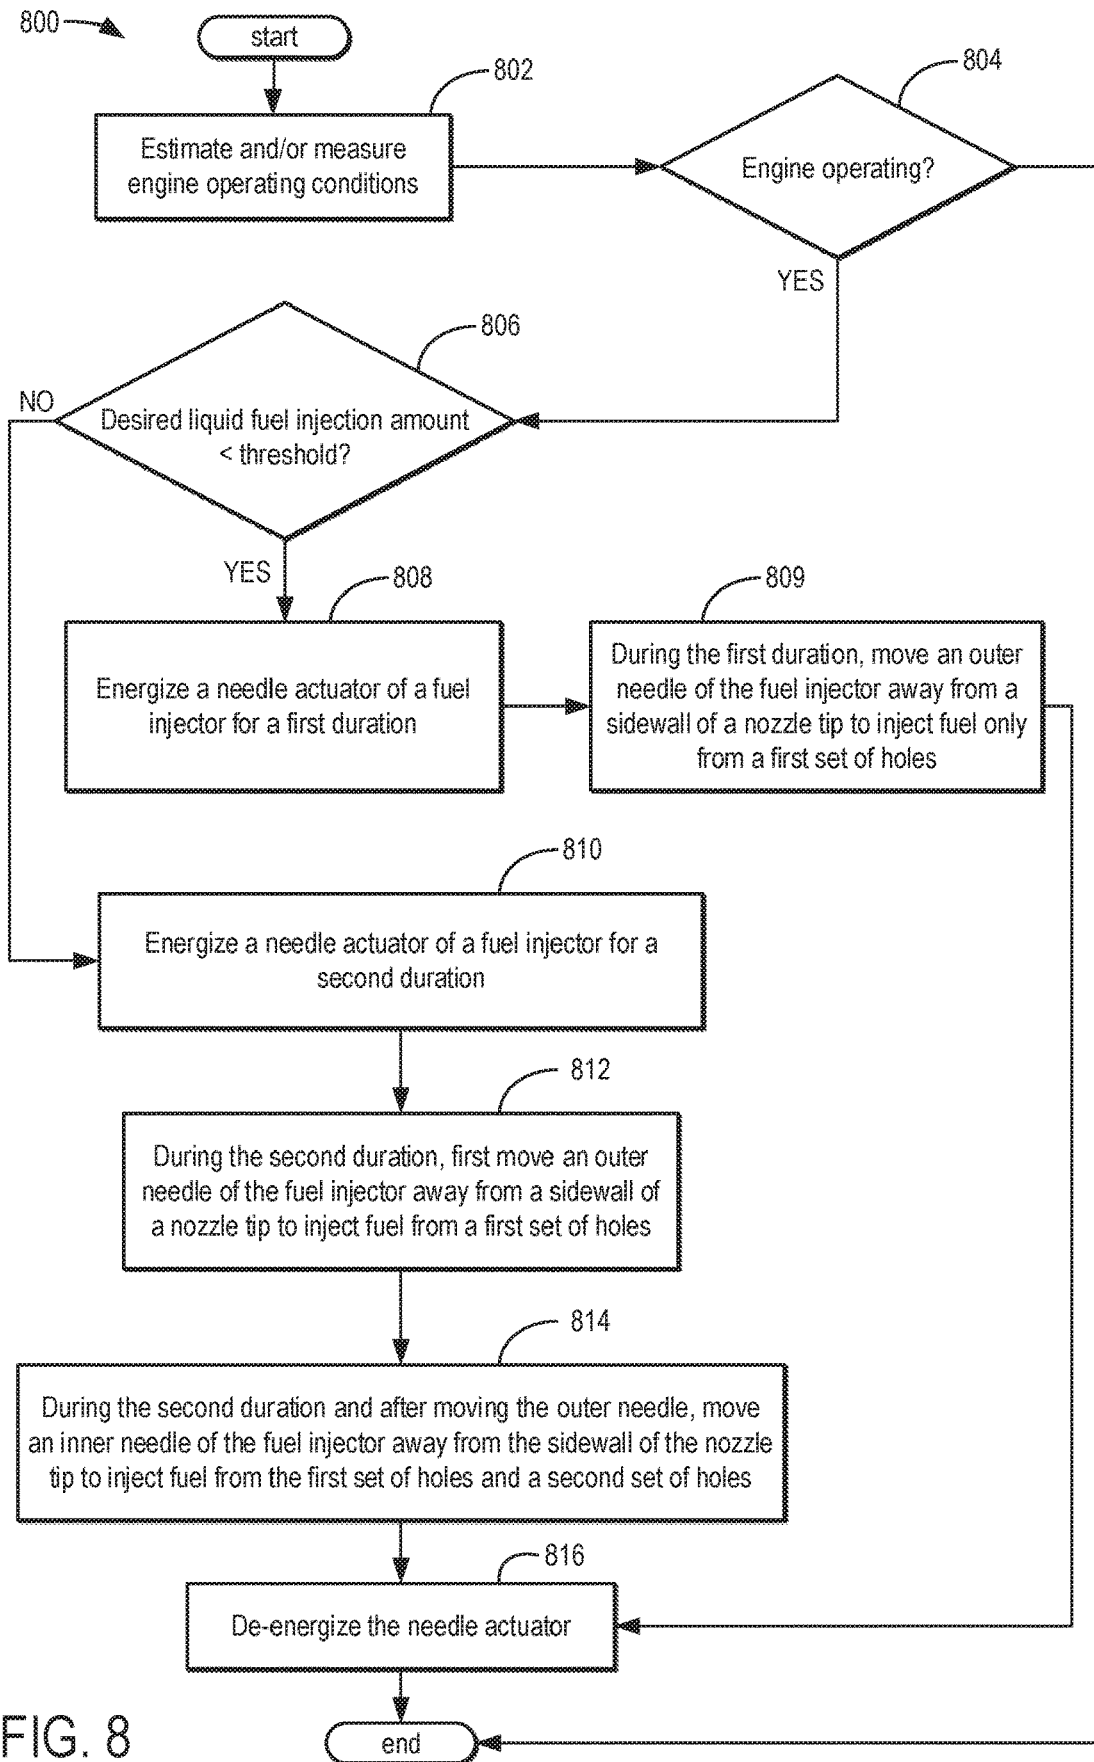 800
start
802
Estimate and/or measure
engine operating conditions
804
Engine operating?
YES
806
NO
Desired liquid fuel injection amount
< threshold?
YES
808
Energize a needle actuator of a fuel
injector for a first duration
809
During the first duration, move an outer
needle of the fuel injector away from a
sidewall of a nozzle tip to inject fuel only
from a first set of holes
810
Energize a needle actuator of a fuel injector for a
second duration
812
During the second duration, first move an outer
needle of the fuel injector away from a sidewall of
a nozzle tip to inject fuel from a first set of holes
814
During the second duration and after moving the outer needle, move
an inner needle of the fuel injector away from the sidewall of the nozzle
tip to inject fuel from the first set of holes and a second set of holes
816
De-energize the needle actuator
FIG. 8
end